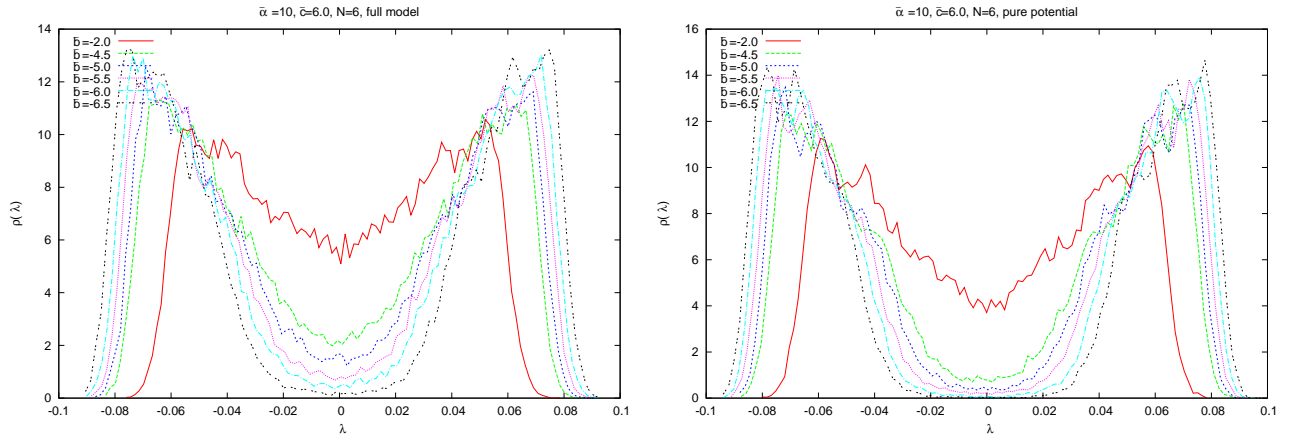 ᾱ =10, c̄=6.0, N=6, full model
b̄=-2.0
b̄=-4.5
b̄=-5.0
b̄=-5.5
b̄=-6.0
b̄=-6.5
14
12
10
8
6
4
2
0
ρ( λ)
-0.1 -0.08 -0.06 -0.04 -0.02 0 0.02 0.04 0.06 0.08 0.1
λ
ᾱ =10, c̄=6.0, N=6, pure potential
b̄=-2.0
b̄=-4.5
b̄=-5.0
b̄=-5.5
b̄=-6.0
b̄=-6.5
16
14
12
10
8
6
4
2
0
ρ( λ)
-0.1 -0.08 -0.06 -0.04 -0.02 0 0.02 0.04 0.06 0.08 0.1
λ